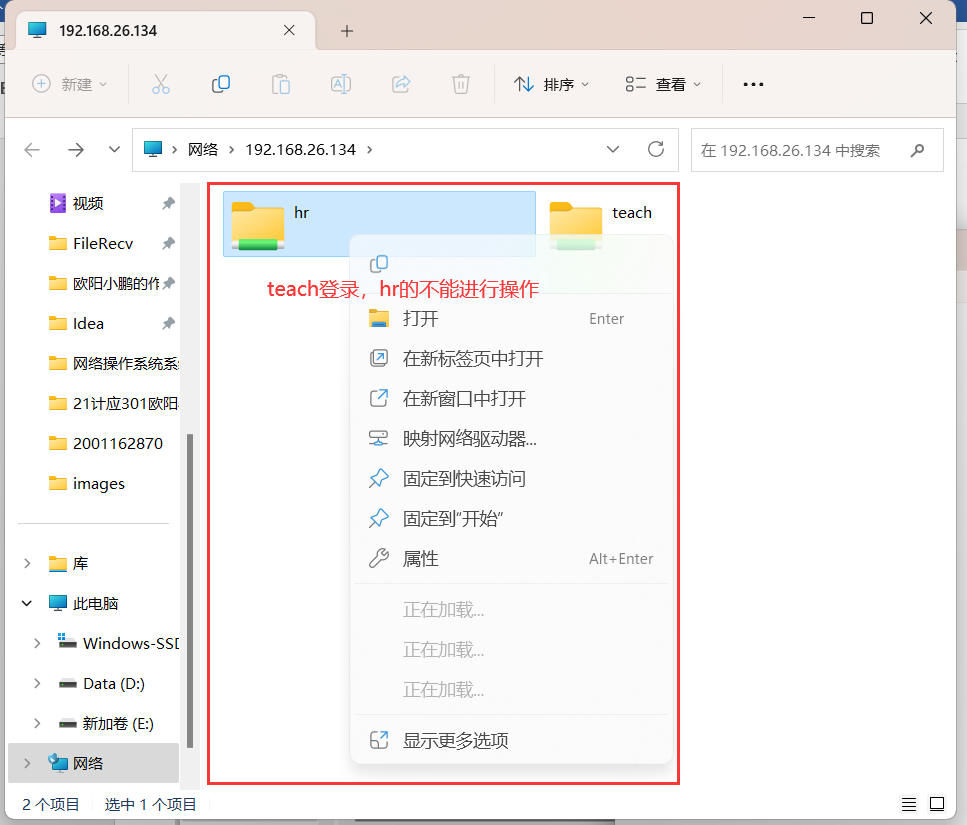 192.168.26.134
新建
排序
查看
网络
192.168.26.134
在 192.168.26.134 中搜索
视频
FileRecv
欧阳小鹏的作
Idea
网络操作系统系
21计应301欧阳
2001162870
images
库
此电脑
Windows-SSD
Data (D:)
新加卷 (E:)
网络
hr
teach
teach登录，hr的不能进行操作
打开 Enter
在新标签页中打开
在新窗口中打开
映射网络驱动器...
固定到快速访问
固定到"开始"
属性 Alt+Enter
正在加载...
正在加载...
正在加载...
显示更多选项
2 个项目
选中 1 个项目